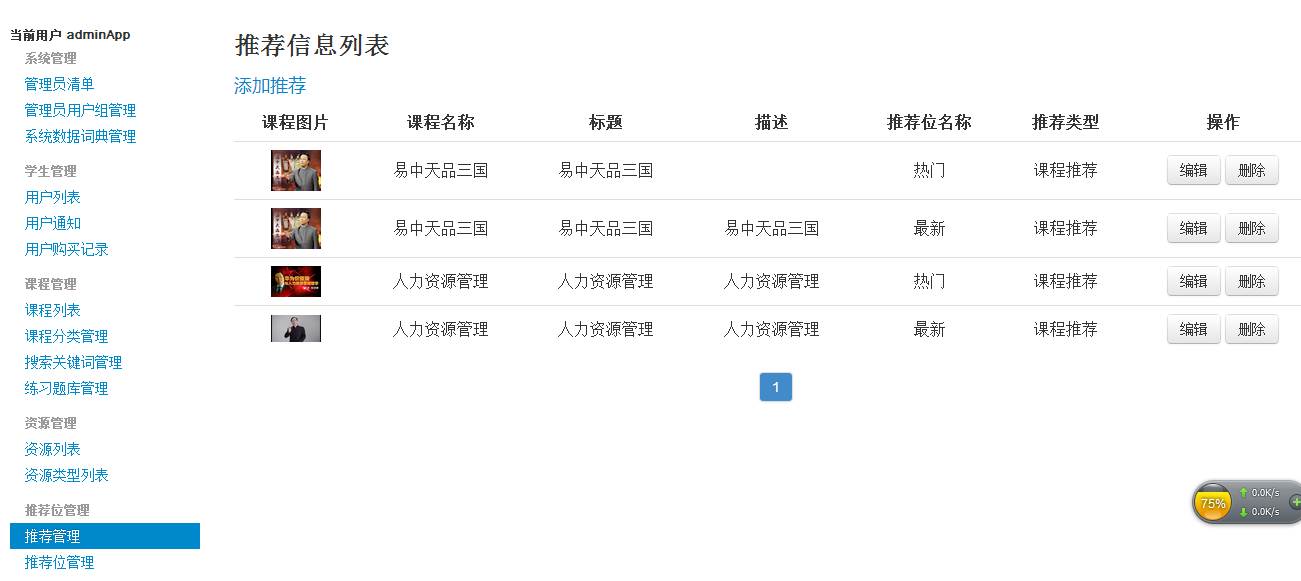 当前用户 adminApp
系统管理
管理员清单
管理员用户组管理
系统数据词典管理
学生管理
用户列表
用户通知
用户购买记录
课程管理
课程列表
课程分类管理
搜索关键词管理
练习题库管理
资源管理
资源列表
资源类型列表
推荐位管理
推荐管理
推荐位管理
推荐信息列表
添加推荐
课程图片 课程名称 标题 描述 推荐位名称 推荐类型 操作
易中天品三国 易中天品三国 热门 课程推荐 编辑 删除
易中天品三国 易中天品三国 易中天品三国 最新 课程推荐 编辑 删除
人力资源管理 人力资源管理 人力资源管理 热门 课程推荐 编辑 删除
人力资源管理 人力资源管理 人力资源管理 最新 课程推荐 编辑 删除
1
75% 0.0K/s
0.0K/s